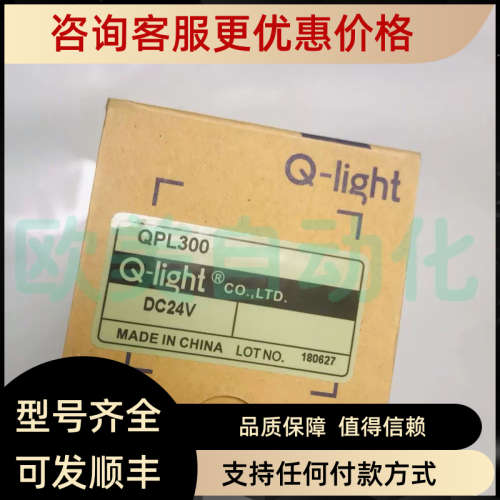 咨询客服更优惠价格
Q-light
QPL300
Q-light® CO.,LTD.
DC24V
MADE IN CHINA LOT NO. 180627
型号齐全
可发顺丰
品质保障 值得信赖
支持任何付款方式